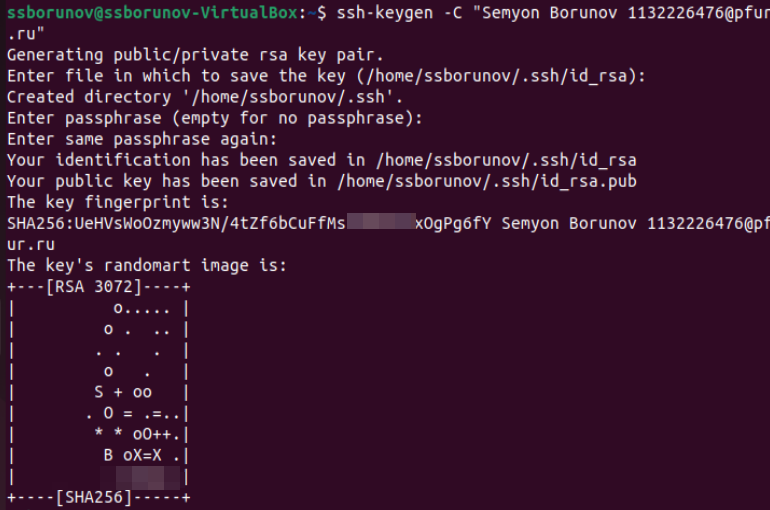 ssborunov@ssborunov-VirtualBox:~$ ssh-keygen -C "Semyon Borunov 1132226476@pfur
.ru"
Generating public/private rsa key pair.
Enter file in which to save the key (/home/ssborunov/.ssh/id_rsa):
Created directory '/home/ssborunov/.ssh'.
Enter passphrase (empty for no passphrase):
Enter same passphrase again:
Your identification has been saved in /home/ssborunov/.ssh/id_rsa
Your public key has been saved in /home/ssborunov/.ssh/id_rsa.pub
The key fingerprint is:
SHA256:UeHVsWoOzmyww3N/4tZf6bCuFfMs xOgPg6fY Semyon Borunov 1132226476@pf
ur.ru
The key's randomart image is:
+---[RSA 3072]----+
|          o..... |
|         o .  .. |
|        . .   .  |
|         o   .   |
|        S + oo   |
|       . O = .=..|
|        * * oO++.|
|         B oX=X .|
|                 |
+----[SHA256]-----+